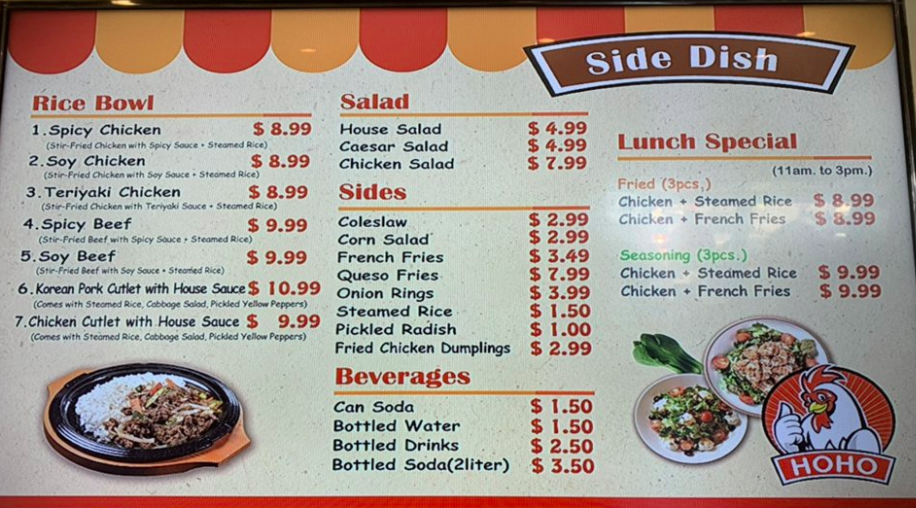 Side Dish
Rice Bowl
1.Spicy Chicken $ 8.99
(Stir-Fried Chicken with Spicy Sauce + Steamed Rice)
2.Soy Chicken $ 8.99
(Stir-Fried Chicken with Soy Sauce + Steamed Rice)
3.Teriyaki Chicken $ 8.99
(Stir-Fried Chicken with Teriyaki Sauce + Steamed Rice)
4.Spicy Beef $ 9.99
(Stir-Fried Beef with Spicy Sauce + Steamed Rice)
5.Soy Beef $ 9.99
(Stir-Fried Beef with Soy Sauce + Steamed Rice)
6.Korean Pork Cutlet with House Sauce $ 10.99
(Comes with Steamed Rice, Cabbage Salad, Pickled Yellow Peppers)
7.Chicken Cutlet with House Sauce $ 9.99
(Comes with Steamed Rice, Cabbage Salad, Pickled Yellow Peppers)
Salad
House Salad $ 4.99
Caesar Salad $ 4.99
Chicken Salad $ 7.99
Sides
Coleslaw $ 2.99
Corn Salad $ 2.99
French Fries $ 3.49
Queso Fries $ 7.99
Onion Rings $ 3.99
Steamed Rice $ 1.50
Pickled Radish $ 1.00
Fried Chicken Dumplings $ 2.99
Beverages
Can Soda $ 1.50
Bottled Water $ 1.50
Bottled Drinks $ 2.50
Bottled Soda(2liter) $ 3.50
Lunch Special
(11am. to 3pm.)
Fried (3pcs,)
Chicken + Steamed Rice $ 8.99
Chicken + French Fries $ 8.99
Seasoning (3pcs.)
Chicken + Steamed Rice $ 9.99
Chicken + French Fries $ 9.99
HOHO